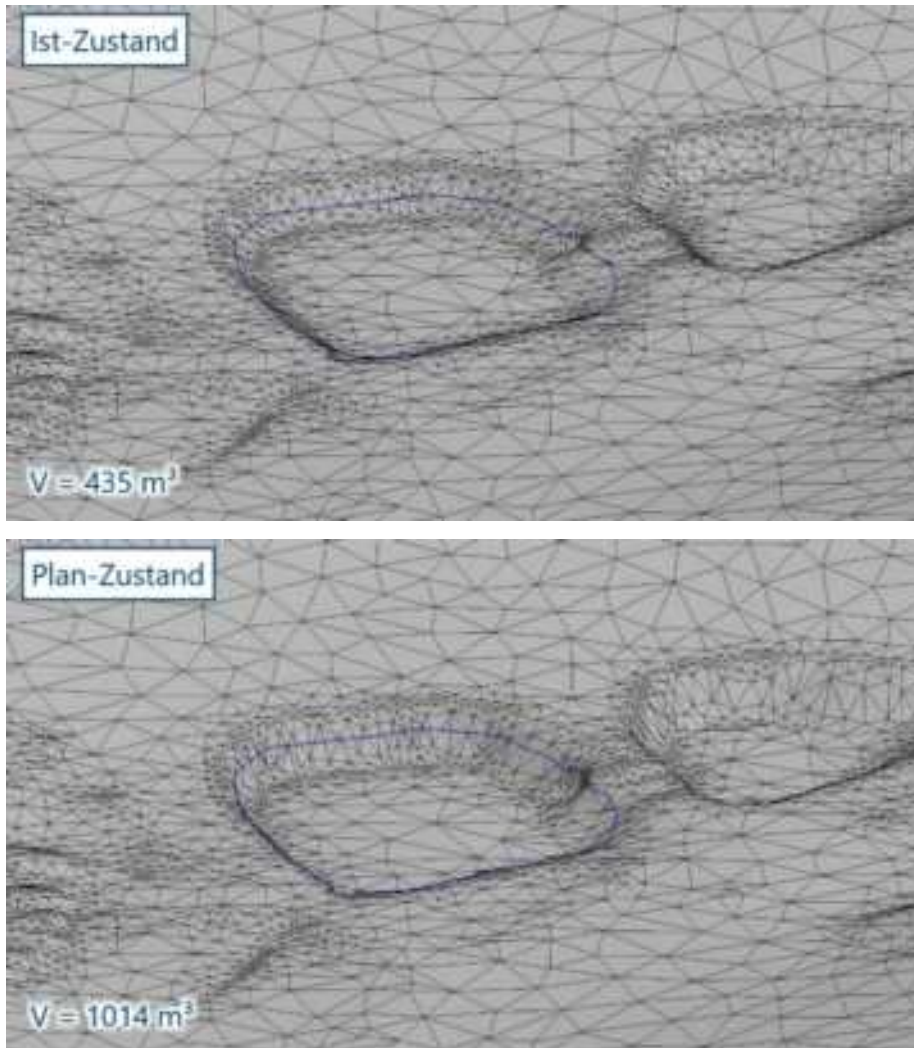 Ist-Zustand
V = 435 m³
Plan-Zustand
V = 1014 m³